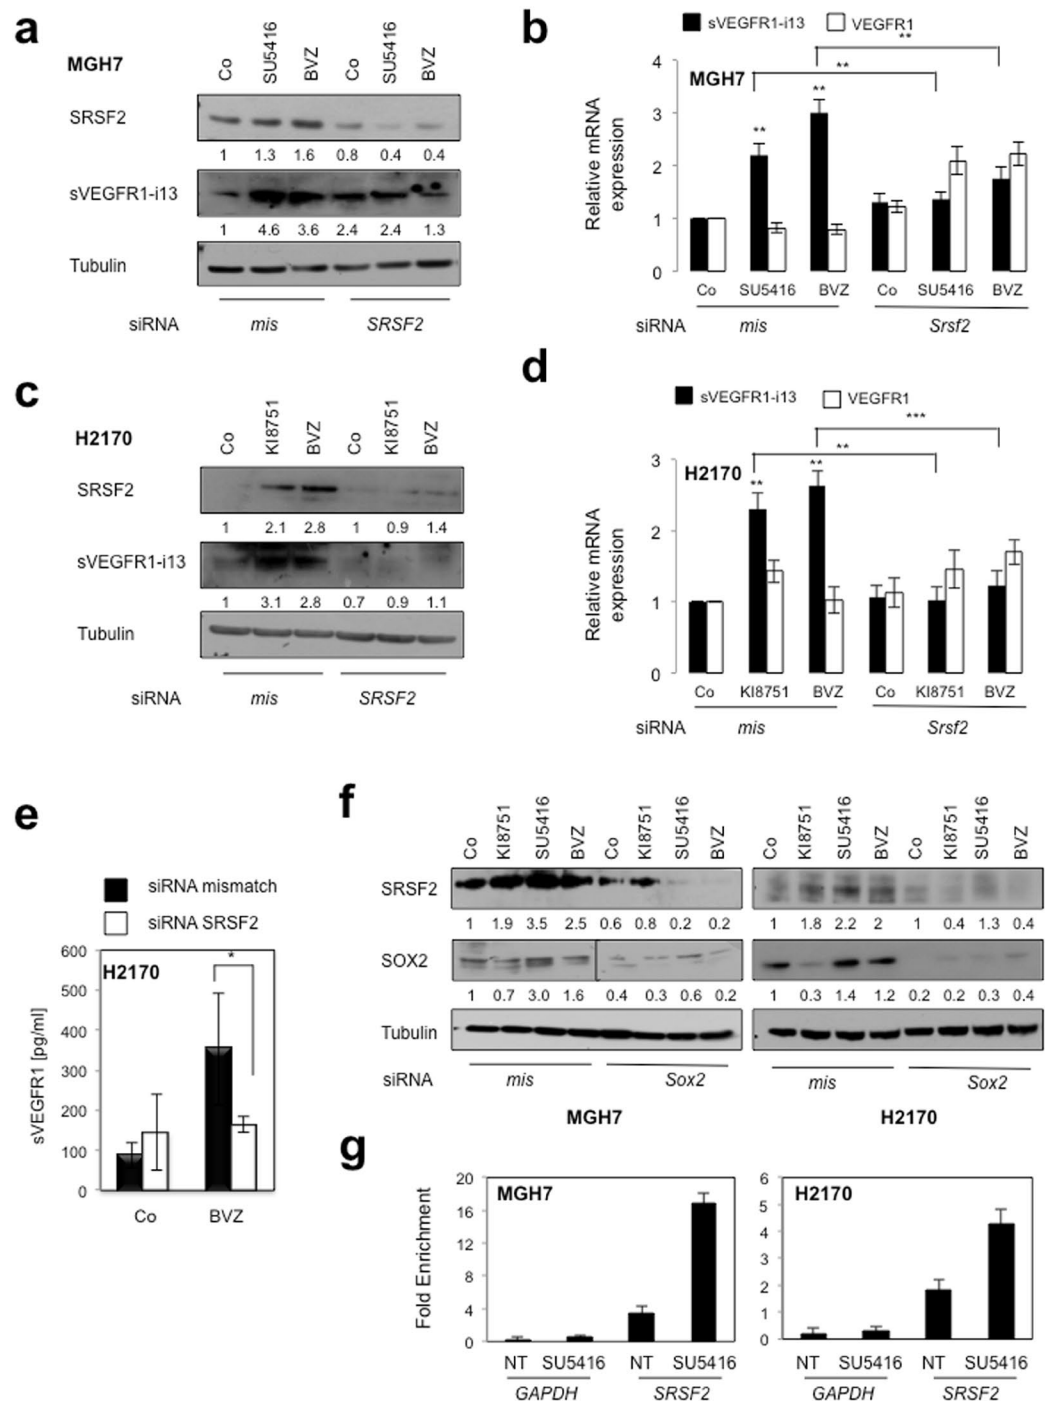 a
MGH7
Co SU5416 BVZ Co SU5416 BVZ
SRSF2
1 1.3 1.6 0.8 0.4 0.4
sVEGFR1-i13
1 4.6 3.6 2.4 2.4 1.3
Tubulin
siRNA mis SRSF2
b
sVEGFR1-i13 VEGFR1
**
**
** **
MGH7
Relative mRNA
expression
4
3
2
1
0
Co SU5416 BVZ Co SU5416 BVZ
siRNA mis Srsf2
c
H2170
Co KI8751 BVZ Co KI8751 BVZ
SRSF2
1 2.1 2.8 1 0.9 1.4
sVEGFR1-i13
1 3.1 2.8 0.7 0.9 1.1
Tubulin
siRNA mis SRSF2
d
sVEGFR1-i13 VEGFR1
***
**
** **
H2170
Relative mRNA
expression
3
2
1
0
Co KI8751 BVZ Co KI8751 BVZ
siRNA mis Srsf2
e
siRNA mismatch
siRNA SRSF2
H2170
*
sVEGFR1 [pg/ml]
600
500
400
300
200
100
0
Co BVZ
f
Co KI8751 SU5416 BVZ Co KI8751 SU5416 BVZ Co KI8751 SU5416 BVZ Co KI8751 SU5416 BVZ
SRSF2
1 1.9 3.5 2.5 0.6 0.8 0.2 0.2 1 1.8 2.2 2 1 0.4 1.3 0.4
SOX2
1 0.7 3.0 1.6 0.4 0.3 0.6 0.2 1 0.3 1.4 1.2 0.2 0.2 0.3 0.4
Tubulin
siRNA mis Sox2 mis Sox2
MGH7 H2170
g
MGH7
Fold Enrichment
20
16
12
8
4
0
NT SU5416 NT SU5416
GAPDH SRSF2
H2170
6
5
4
3
2
1
0
NT SU5416 NT SU5416
GAPDH SRSF2